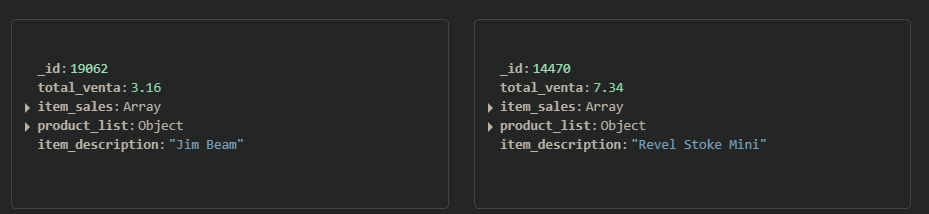 _id: 19062
total_venta: 3.16
item_sales: Array
product_list: Object
item_description: "Jim Beam"
_id: 14470
total_venta: 7.34
item_sales: Array
product_list: Object
item_description: "Revel Stoke Mini"